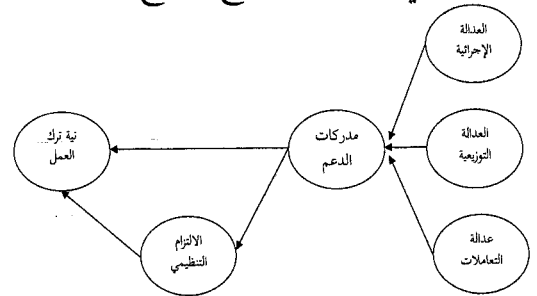 العدالة
الإجرائية
العدالة
التوزيعية
عدالة
التعاملات
مدركات
الدعم
نية ترك
العمل
الالتزام
التنظيمي